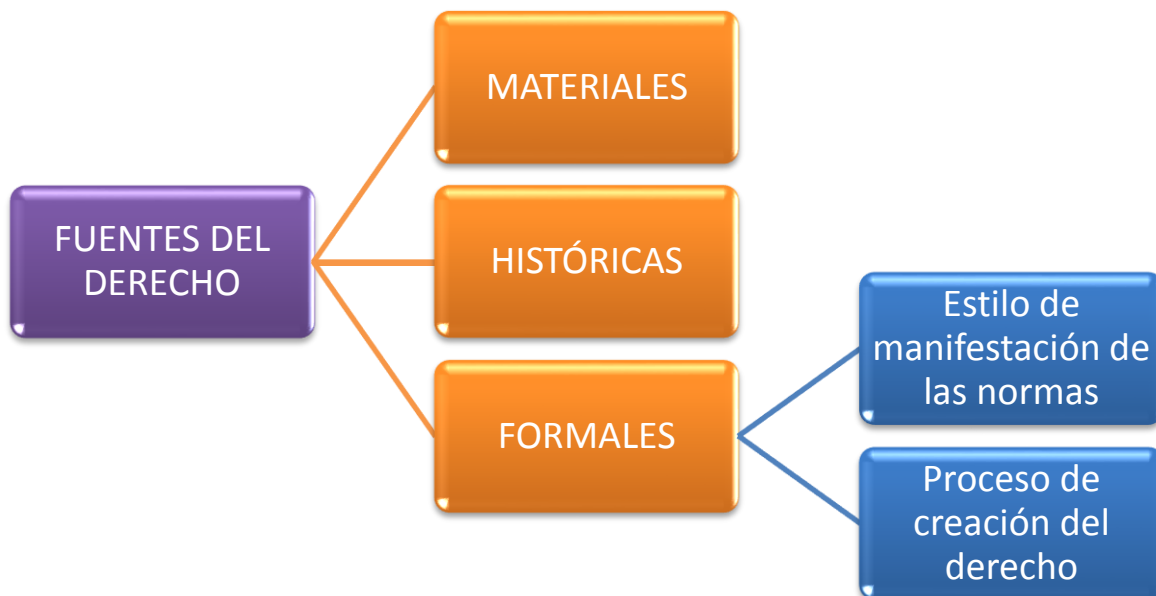 FUENTES DEL
DERECHO
MATERIALES
HISTÓRICAS
FORMALES
Estilo de
manifestación de
las normas
Proceso de
creación del
derecho